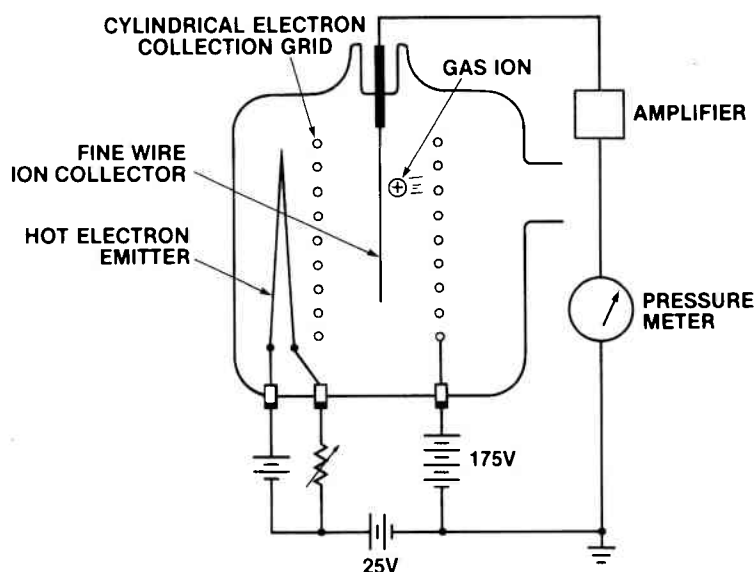 CYLINDRICAL ELECTRON
COLLECTION GRID
GAS ION
AMPLIFIER
FINE WIRE
ION COLLECTOR
HOT ELECTRON
EMITTER
PRESSURE
METER
175V
25V